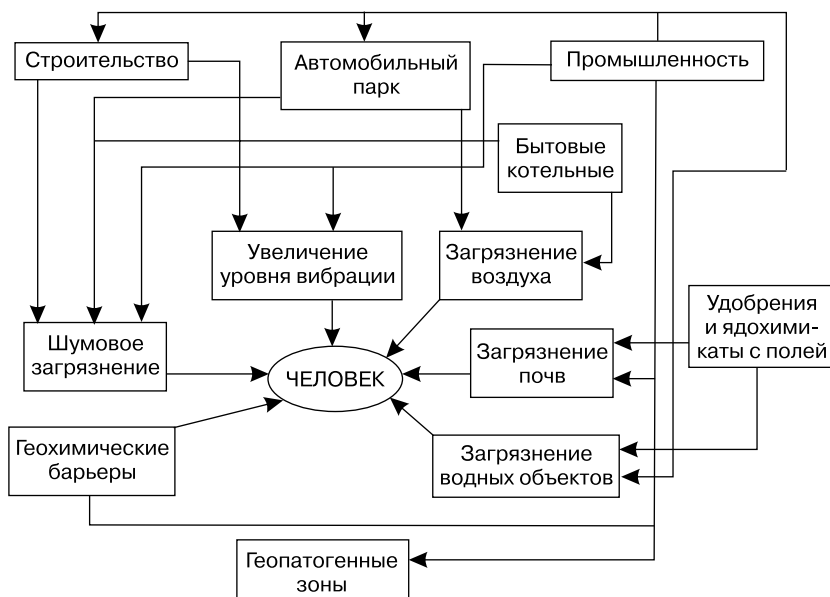 Строительство
Автомобильный
парк
Промышленность
Бытовые
котельные
Увеличение
уровня вибрации
Загрязнение
воздуха
Удобрения
и ядохими-
каты с полей
Шумовое
загрязнение
ЧЕЛОВЕК
Загрязнение
почв
Геохимические
барьеры
Загрязнение
водных объектов
Геопатогенные
зоны